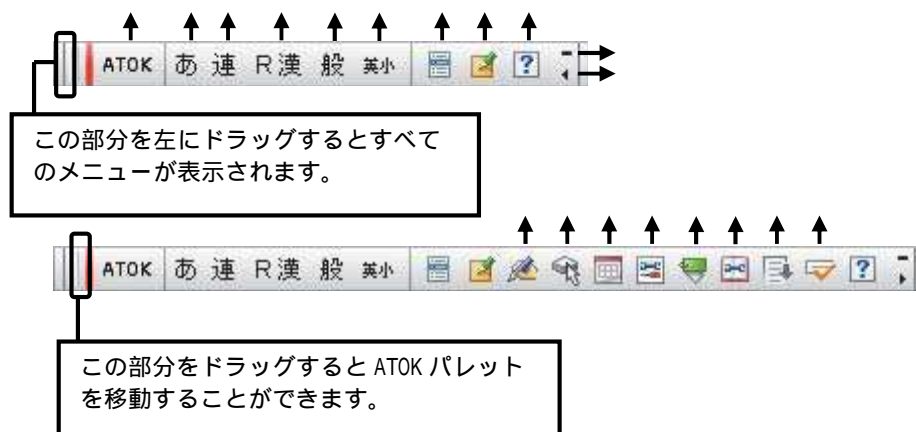 ATOK あ 連 R漢 般 英小 ?
この部分を左にドラッグするとすべて
のメニューが表示されます。
ATOK あ 連 R漢 般 英小 ?
この部分をドラッグすると ATOK パレット
を移動することができます。